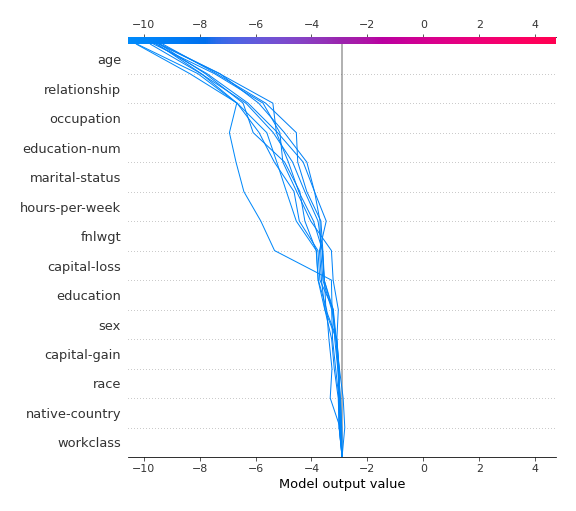 −10 −8 −6 −4 −2 0 2 4
age
relationship
occupation
education-num
marital-status
hours-per-week
fnlwgt
capital-loss
education
sex
capital-gain
race
native-country
workclass
−10 −8 −6 −4 −2 0 2 4
Model output value